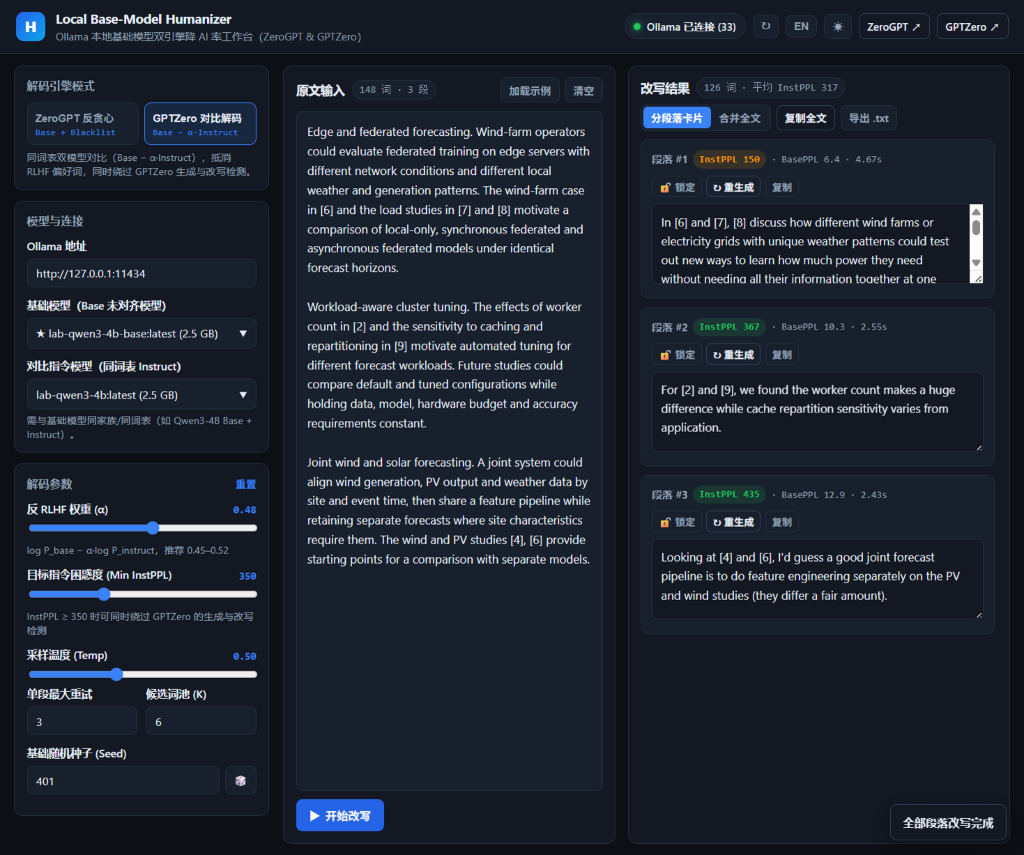 H
Local Base-Model Humanizer
Ollama 本地基础模型双引擎降 AI 率工作台（ZeroGPT & GPTZero）
Ollama 已连接 (33)
↻
EN
☀
ZeroGPT ↗
GPTZero ↗
解码引擎模式
ZeroGPT 反贪心
Base + Blacklist
GPTZero 对比解码
Base − α·Instruct
同词表双模型对比（Base − α·Instruct），抵消
RLHF 偏好词，同时绕过 GPTZero 生成与改写检测。
模型与连接
Ollama 地址
http://127.0.0.1:11434
基础模型（Base 未对齐模型）
★ lab-qwen3-4b-base:latest (2.5 GB)
对比指令模型（同词表 Instruct）
lab-qwen3-4b:latest (2.5 GB)
需与基础模型同家族/同词表（如 Qwen3-4B Base +
Instruct）。
解码参数
重置
反 RLHF 权重 (α)
0.48
log P_base − α·log P_instruct，推荐 0.45–0.52
目标指令困惑度 (Min InstPPL)
350
InstPPL ≥ 350 时可同时绕过 GPTZero 的生成与改写
检测
采样温度 (Temp)
0.50
单段最大重试
候选词池 (K)
3
6
基础随机种子 (Seed)
401
原文输入
148 词 · 3 段
加载示例
清空
Edge and federated forecasting. Wind-farm operators
could evaluate federated training on edge servers with
different network conditions and different local
weather and generation patterns. The wind-farm case
in [6] and the load studies in [7] and [8] motivate a
comparison of local-only, synchronous federated and
asynchronous federated models under identical
forecast horizons.
Workload-aware cluster tuning. The effects of worker
count in [2] and the sensitivity to caching and
repartitioning in [9] motivate automated tuning for
different forecast workloads. Future studies could
compare default and tuned configurations while
holding data, model, hardware budget and accuracy
requirements constant.
Joint wind and solar forecasting. A joint system could
align wind generation, PV output and weather data by
site and event time, then share a feature pipeline while
retaining separate forecasts where site characteristics
require them. The wind and PV studies [4], [6] provide
starting points for a comparison with separate models.
▶ 开始改写
改写结果
126 词 · 平均 InstPPL 317
分段落卡片
合并全文
复制全文
导出 .txt
段落 #1
InstPPL 150
· BasePPL 6.4 · 4.67s
🔓 锁定
↻ 重生成
复制
In [6] and [7], [8] discuss how different wind farms or
electricity grids with unique weather patterns could test
out new ways to learn how much power they need
without needing all their information together at one
段落 #2
InstPPL 367
· BasePPL 10.3 · 2.55s
🔓 锁定
↻ 重生成
复制
For [2] and [9], we found the worker count makes a huge
difference while cache repartition sensitivity varies from
application.
段落 #3
InstPPL 435
· BasePPL 12.9 · 2.43s
🔓 锁定
↻ 重生成
复制
Looking at [4] and [6], I'd guess a good joint forecast
pipeline is to do feature engineering separately on the PV
and wind studies (they differ a fair amount).
全部段落改写完成